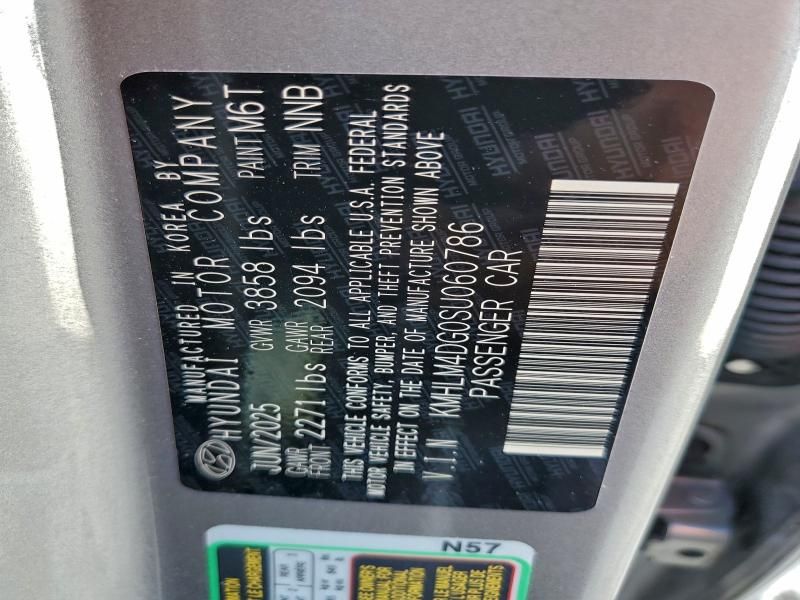 MANUFACTURED IN KOREA BY
HYUNDAI MOTOR COMPANY
JUN/2025 GVWR 3858 lbs PAINT M6T
GAWR FRONT 2271 lbs GAWR REAR 2094 lbs TRIM NNB
THIS VEHICLE CONFORMS TO ALL APPLICABLE U.S.A. FEDERAL
MOTOR VEHICLE SAFETY, BUMPER, AND THEFT PREVENTION STANDARDS
IN EFFECT ON THE DATE OF MANUFACTURE SHOWN ABOVE
V.I.N KMHLM4DG0SU060786
PASSENGER CAR
N57